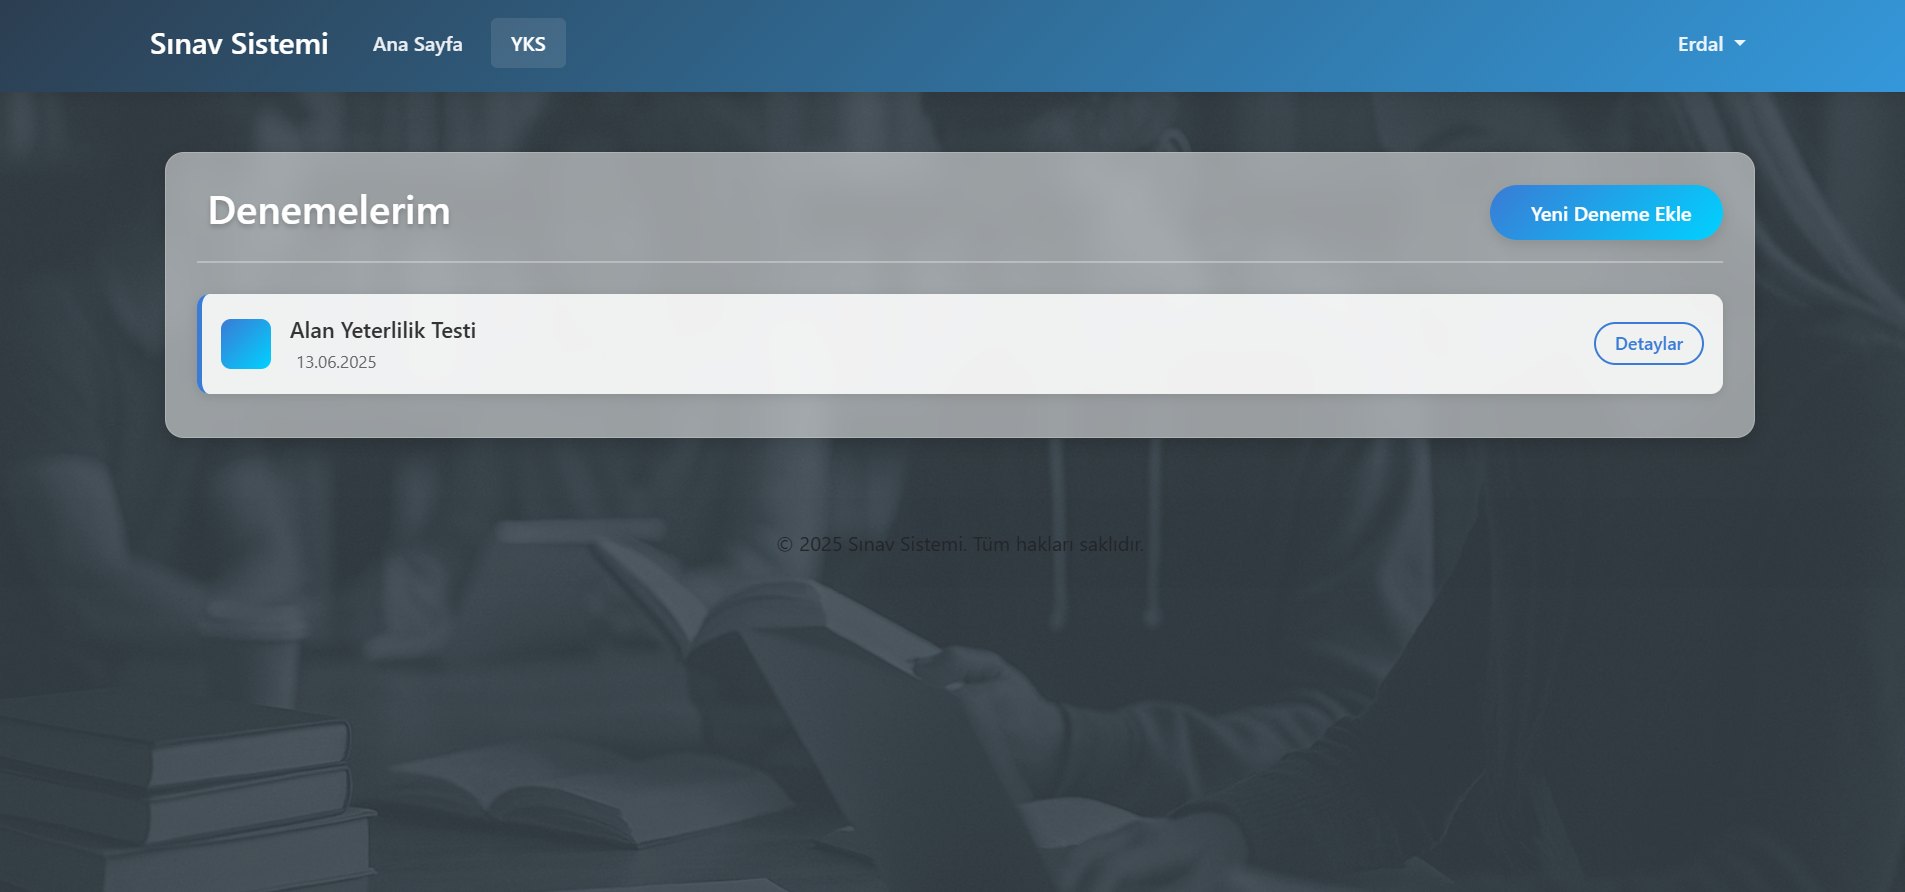 Sınav Sistemi
Ana Sayfa
YKS
Erdal
Denemelerim
Yeni Deneme Ekle
Alan Yeterlilik Testi
13.06.2025
Detaylar
© 2025 Sınav Sistemi. Tüm hakları saklıdır.